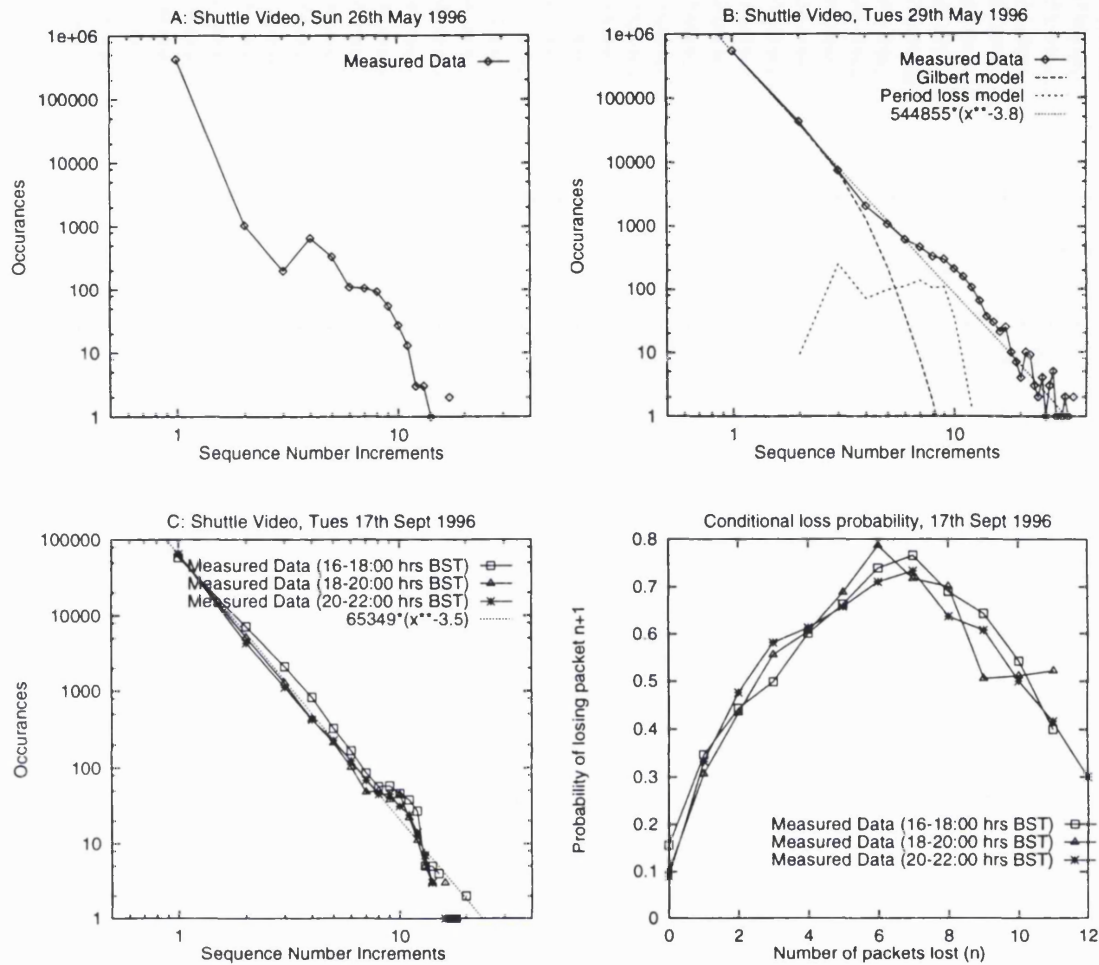 A: Shuttle Video, Sun 26th May 1996
1e+06
100000
10000
1000
100
10
1
Occurances
Measured Data
1
10
Sequence Number Increments
B: Shuttle Video, Tues 29th May 1996
1e+06
100000
10000
1000
100
10
1
Occurances
Measured Data
Gilbert model
Period loss model
544855*(x**-3.8)
1
10
Sequence Number Increments
C: Shuttle Video, Tues 17th Sept 1996
100000
10000
1000
100
10
1
Occurances
Measured Data (16-18:00 hrs BST)
Measured Data (18-20:00 hrs BST)
Measured Data (20-22:00 hrs BST)
65349*(x**-3.5)
1
10
Sequence Number Increments
Conditional loss probability, 17th Sept 1996
0.8
0.7
0.6
0.5
0.4
0.3
0.2
0.1
0
Probability of losing packet n+1
Measured Data (16-18:00 hrs BST)
Measured Data (18-20:00 hrs BST)
Measured Data (20-22:00 hrs BST)
0 2 4 6 8 10 12
Number of packets lost (n)